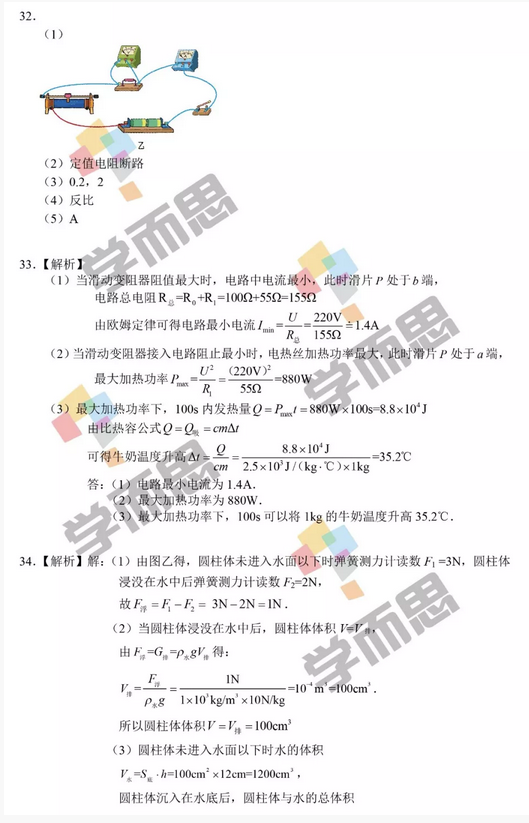 32.
（1）
Z
（2）定值电阻断路
（3）0.2，2
（4）反比
（5）A
33.【解析】
（1）当滑动变阻器阻值最大时，电路中电流最小，此时滑片P处于b端，
电路总电阻R总=R₀+R₁=100Ω+55Ω=155Ω
由欧姆定律可得电路最小电流Imin=U/R总=220V/155Ω≐1.4A
（2）当滑动变阻器接入电路阻止最小时，电热丝加热功率最大，此时滑片P处于a端，
最大加热功率Pmax=U²/R₁=(220V)²/55Ω=880W
（3）最大加热功率下，100s内发热量Q=Pmaxt=880W×100s=8.8×10⁴J
由比热容公式Q=Q吸=cmΔt
可得牛奶温度升高Δt=Q/cm=8.8×10⁴J/2.5×10³J/(kg·℃)×1kg=35.2℃
答：（1）电路最小电流为1.4A.
（2）最大加热功率为880W.
（3）最大加热功率下，100s可以将1kg的牛奶温度升高35.2℃.
34.【解析】解：（1）由图乙得，圆柱体未进入水面以下时弹簧测力计读数F₁=3N，圆柱体
浸没在水中后弹簧测力计读数F₂=2N，
故F浮=F₁－F₂= 3N－2N=1N.
（2）当圆柱体浸没在水中后，圆柱体体积V=V排，
由F浮=G排=ρ水gV排得：
V排=F浮/ρ水g=1N/1×10³kg/m³×10N/kg=10⁻⁴m³=100cm³.
所以圆柱体体积V=V排=100cm³
（3）圆柱体未进入水面以下时水的体积
V水=S底·h=100cm²×12cm=1200cm³，
圆柱体沉入在水底后，圆柱体与水的总体积
学而思
学而思
学而思
学而思